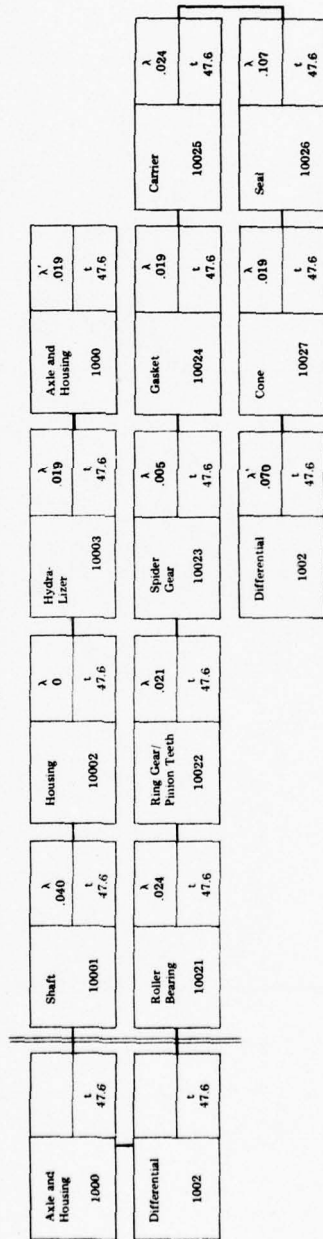 Axle and
Housing
1000
t
47.6
Shaft
10001
λ
.040
t
47.6
Housing
10002
λ
0
t
47.6
Hydra-
Lizer
10003
λ
.019
t
47.6
Axle and
Housing
1000
λ'
.019
t
47.6
Differential
1002
t
47.6
Roller
Bearing
10021
λ
.024
t
47.6
Ring Gear/
Pinion Teeth
10022
λ
.021
t
47.6
Spider
Gear
10023
λ
.005
t
47.6
Gasket
10024
λ
.019
t
47.6
Carrier
10025
λ
.024
t
47.6
Differential
1002
λ'
.070
t
47.6
Cone
10027
λ
.019
t
47.6
Seal
10026
λ
.107
t
47.6